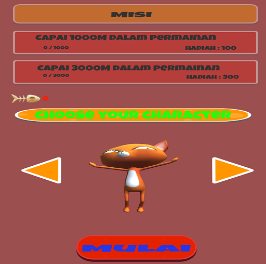 MISI
CAPAI 1000M DALAM PERMAINAN
0 / 1000
HADIAH : 100
CAPAI 3000M DALAM PERMAINAN
0 / 3000
HADIAH : 300
CHOOSE YOUR CHARACTER
MULAI